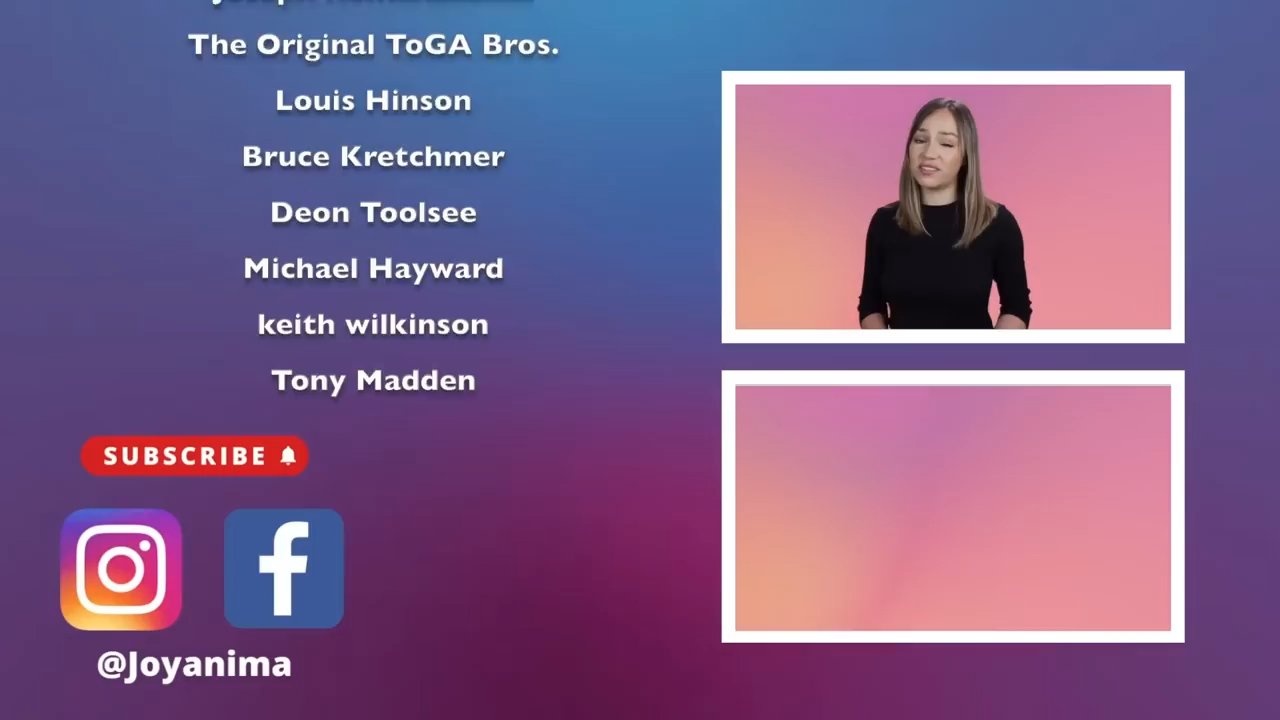 The Original ToGA Bros.
Louis Hinson
Bruce Kretchmer
Deon Toolsee
Michael Hayward
keith wilkinson
Tony Madden
SUBSCRIBE
@Joyanima